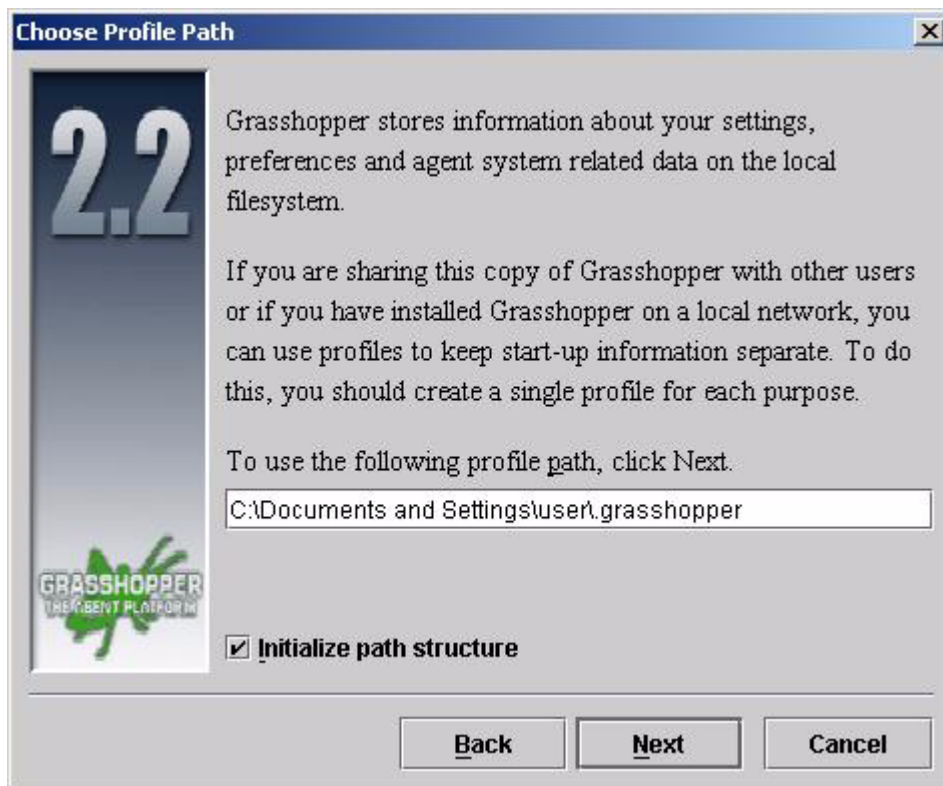 Choose Profile Path
2.2
Grasshopper stores information about your settings,
preferences and agent system related data on the local
filesystem.
If you are sharing this copy of Grasshopper with other users
or if you have installed Grasshopper on a local network, you
can use profiles to keep start-up information separate. To do
this, you should create a single profile for each purpose.
To use the following profile path, click Next.
C:\Documents and Settings\user\.grasshopper
GRASSHOPPER
THE AGENT PLATFORM
Initialize path structure
Back
Next
Cancel